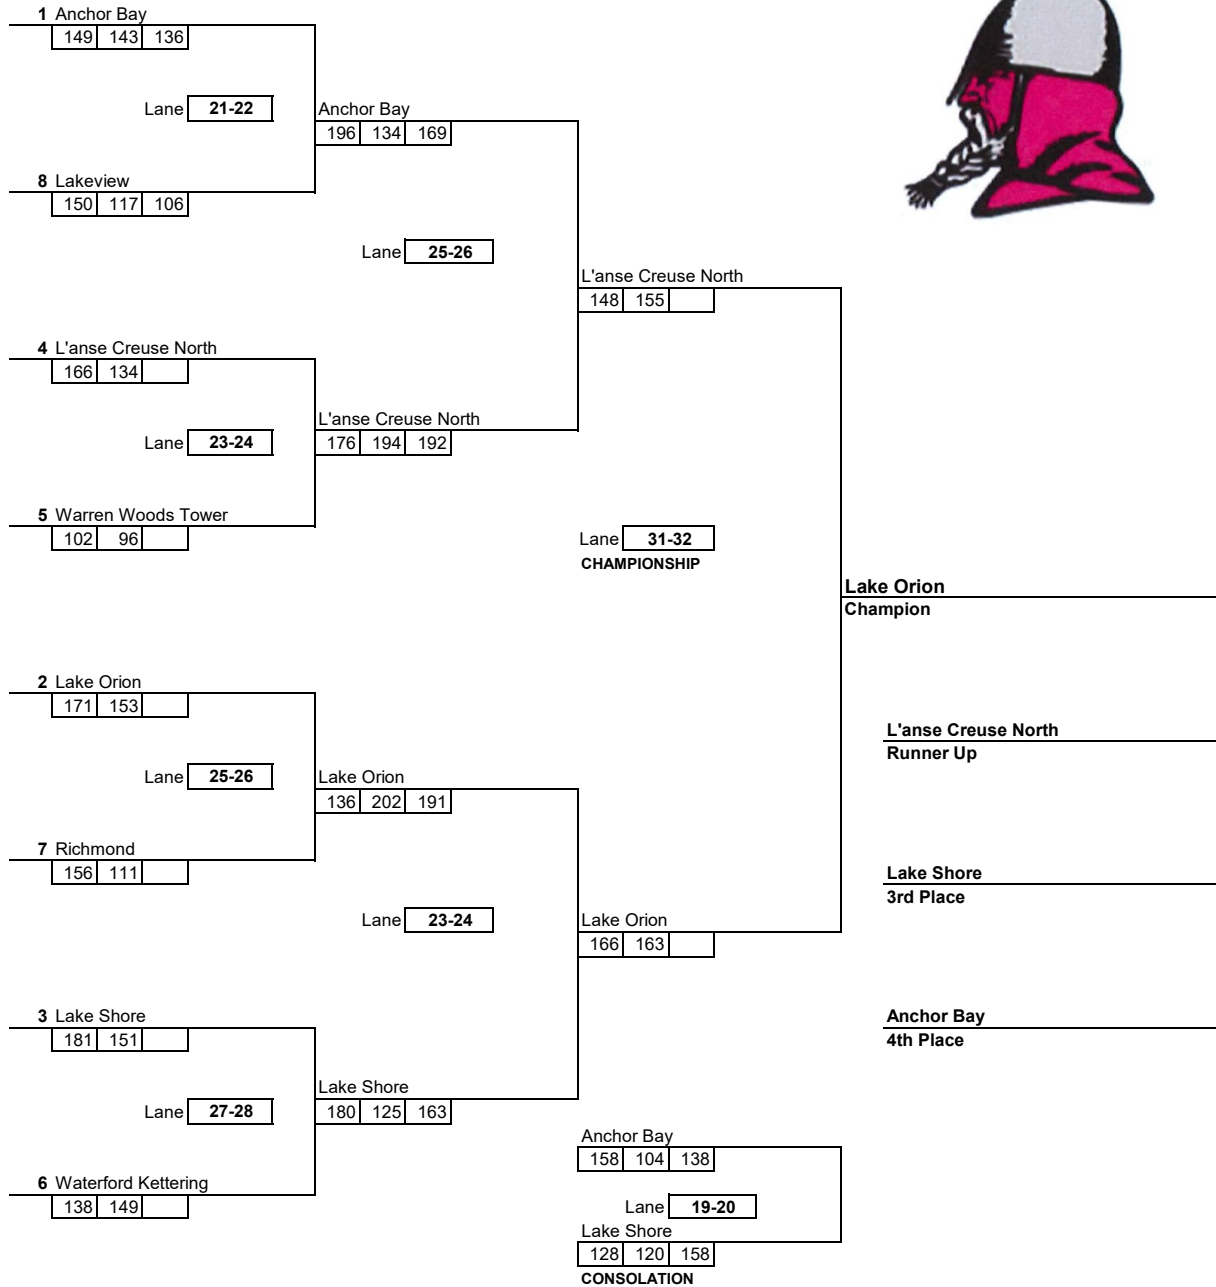 1 Anchor Bay
149 143 136
Lane 21-22
Anchor Bay
196 134 169
8 Lakeview
150 117 106
Lane 25-26
L'anse Creuse North
148 155
4 L'anse Creuse North
166 134
Lane 23-24
L'anse Creuse North
176 194 192
5 Warren Woods Tower
102 96
Lane 31-32
CHAMPIONSHIP
Lake Orion
Champion
2 Lake Orion
171 153
L'anse Creuse North
Runner Up
Lane 25-26
Lake Orion
136 202 191
7 Richmond
156 111
Lake Shore
3rd Place
Lane 23-24
Lake Orion
166 163
3 Lake Shore
181 151
Anchor Bay
4th Place
Lane 27-28
Lake Shore
180 125 163
Anchor Bay
158 104 138
6 Waterford Kettering
138 149
Lane 19-20
Lake Shore
128 120 158
CONSOLATION